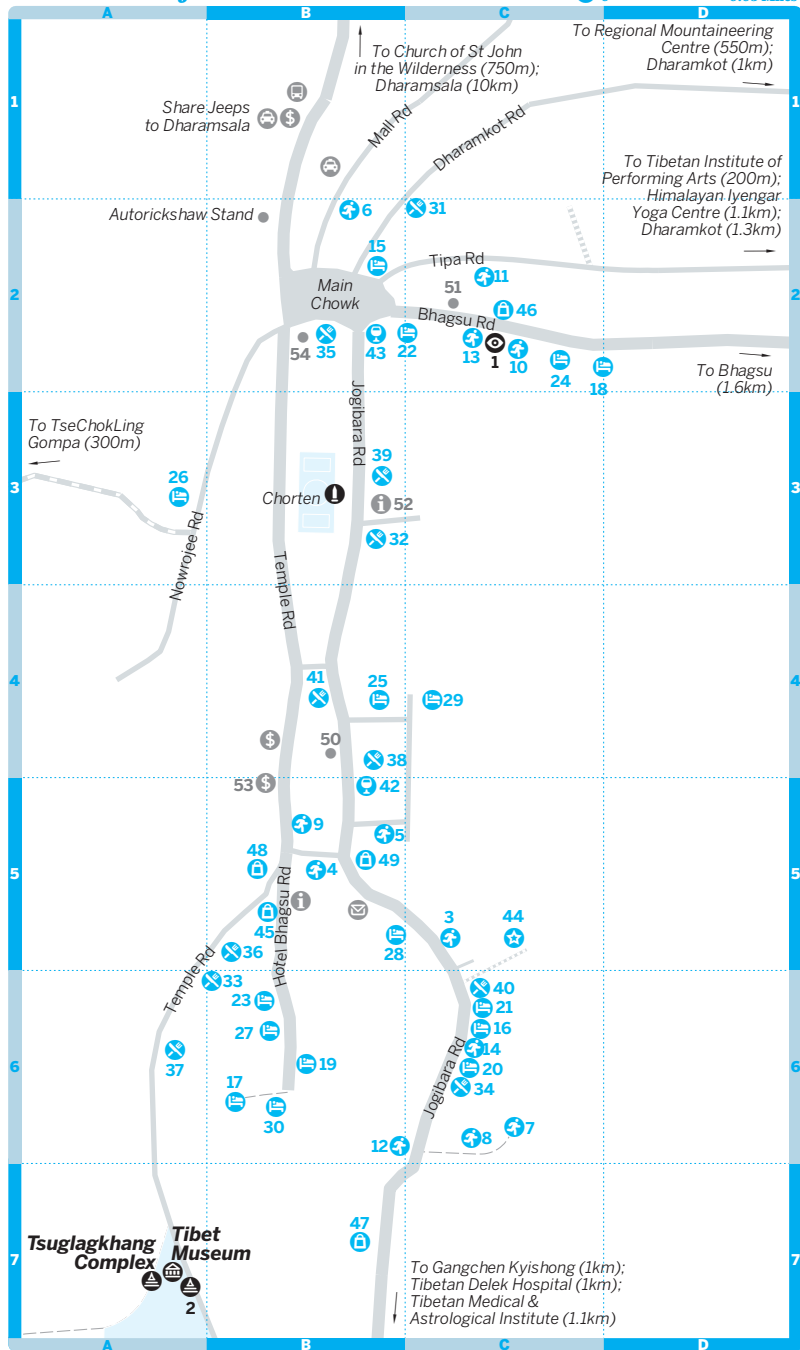 A B C D
To Regional Mountaineering
Centre (550m);
Dharamkot (1km)
To Church of St John
in the Wilderness (750m);
Dharamsala (10km)
1 1
Share Jeeps
to Dharamsala
$
Mall Rd
Dharamkot Rd
To Tibetan Institute of
Performing Arts (200m);
Himalayan Iyengar
Yoga Centre (1.1km);
Dharamkot (1.3km)
Autorickshaw Stand
6
31
15
Tipa Rd
11
2 2
Main
Chowk
51
46
Bhagsu Rd
54
35
43
22
13
1
10
24
18
To Bhagsu
(1.6km)
Jogibara Rd
To TseChokLing
Gompa (300m)
39
26
3 3
Chorten
52
32
Nowrojee Rd
Temple Rd
4 4
41
25
29
$
50
38
53
$
42
9
5
48
4
49
5 5
Hotel Bhagsu Rd
45
3
44
36
28
Temple Rd
33
23
40
21
27
16
14
37
19
20
6 6
Jogibara Rd
34
17
30
7
8
12
47
7 7
Tsuglagkhang
Complex
Tibet
Museum
2
To Gangchen Kyishong (1km);
Tibetan Delek Hospital (1km);
Tibetan Medical &
Astrological Institute (1.1km)
A B C D